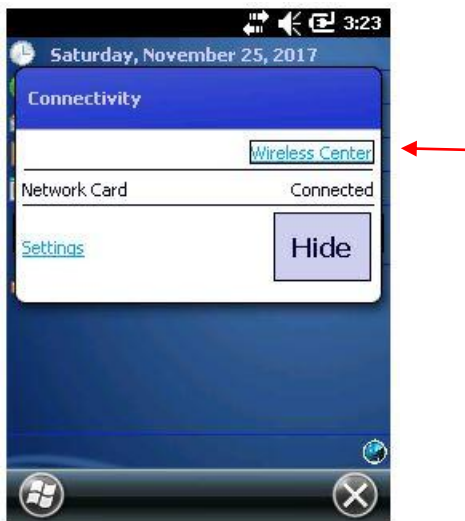 3:23
Saturday, November 25, 2017
Connectivity
Wireless Center
Network Card Connected
Settings
Hide